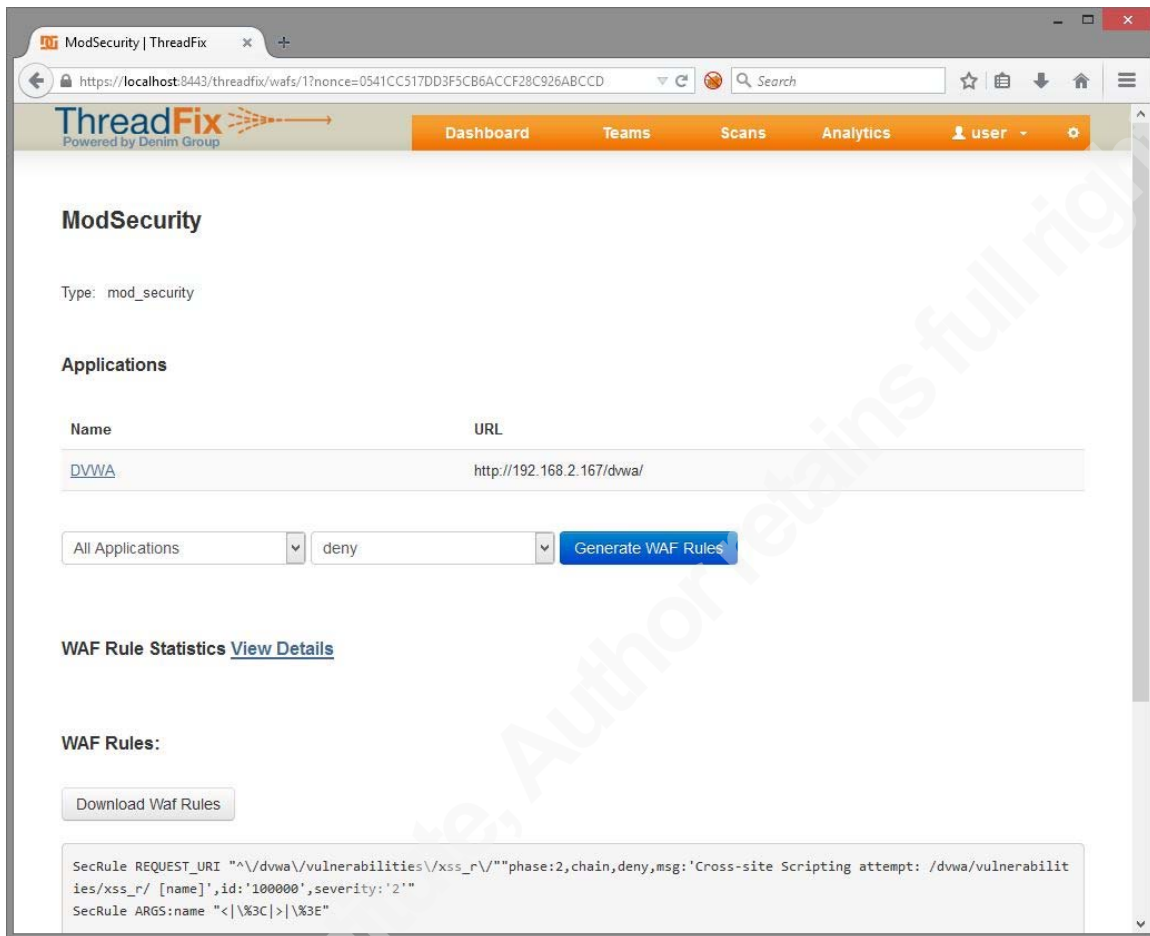 ModSecurity | ThreadFix
https://localhost:8443/threadfix/wafs/1?nonce=0541CC517DD3F5CB6ACCF28C926ABCCD
Search
ThreadFix
Powered by Denim Group
Dashboard Teams Scans Analytics user
ModSecurity
Type: mod_security
Applications
Name URL
DVWA http://192.168.2.167/dvwa/
All Applications deny Generate WAF Rules
WAF Rule Statistics View Details
WAF Rules:
Download Waf Rules
SecRule REQUEST_URI "^\/dvwa\/vulnerabilities\/xss_r\/""phase:2,chain,deny,msg:'Cross-site Scripting attempt: /dvwa/vulnerabilit
ies/xss_r/ [name]',id:'100000',severity:'2'"
SecRule ARGS:name "<|\%3C|>|\%3E"
Author retains full